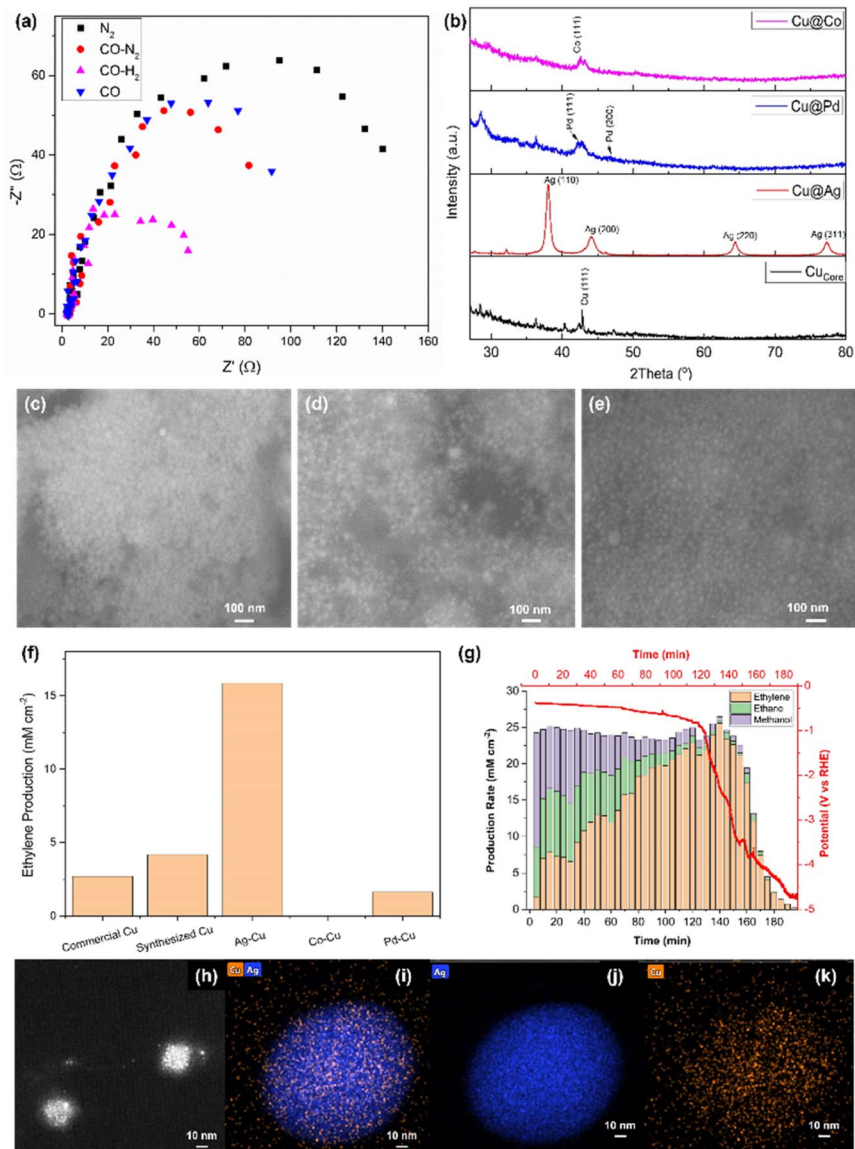 (a)
N₂
CO-N₂
CO-H₂
CO
60
40
20
0
-Z" (Ω)
0 20 40 60 80 100 120 140 160
Z' (Ω)
(b)
Cu@Co
Co (111)
Cu@Pd
Pd (111)
Pd (200)
Cu@Ag
Ag (110)
Ag (200)
Ag (220)
Ag (311)
CuCore
Cu (111)
Intensity (a.u.)
30 40 50 60 70 80
2Theta (°)
(c)
100 nm
(d)
100 nm
(e)
100 nm
(f)
15
10
5
0
Ethylene Production (mM cm⁻²)
Commercial Cu
Synthesized Cu
Ag-Cu
Co-Cu
Pd-Cu
(g)
Time (min)
0 20 40 60 80 100 120 140 160 180
Ethylene
Ethane
Methanol
30
25
20
15
10
5
0
Production Rate (mM cm⁻²)
0
-1
-2
-3
-4
-5
Potential (V vs RHE)
0 20 40 60 80 100 120 140 160 180
Time (min)
(h)
10 nm
Cu Ag
(i)
10 nm
Ag
(j)
10 nm
Cu
(k)
10 nm